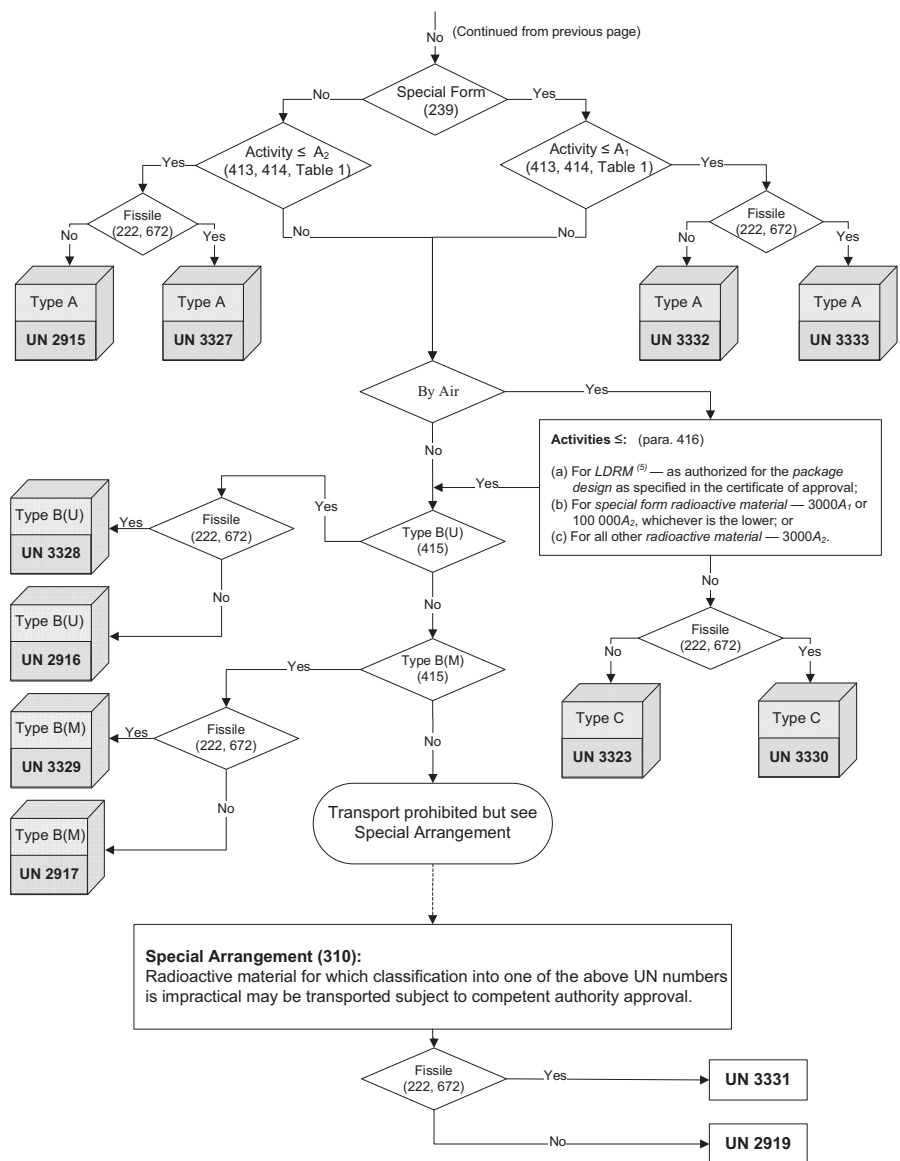 No
(Continued from previous page)
Special Form
(239)
No
Yes
Activity ≤ A2
(413, 414, Table 1)
Activity ≤ A1
(413, 414, Table 1)
Yes
Yes
Fissile
(222, 672)
No
Yes
No
No
Fissile
(222, 672)
No
Yes
Type A
UN 2915
Type A
UN 3327
Type A
UN 3332
Type A
UN 3333
By Air
Yes
No
Activities ≤: (para. 416)
(a) For LDRM (5) — as authorized for the package
design as specified in the certificate of approval;
(b) For special form radioactive material — 3000A1 or
100 000A2, whichever is the lower; or
(c) For all other radioactive material — 3000A2.
Yes
Type B(U)
UN 3328
Yes
Fissile
(222, 672)
Yes
Type B(U)
(415)
No
No
No
Type B(U)
UN 2916
Fissile
(222, 672)
No
Yes
Yes
Type B(M)
(415)
Type B(M)
UN 3329
Yes
Fissile
(222, 672)
No
Type C
UN 3323
Type C
UN 3330
No
Type B(M)
UN 2917
Transport prohibited but see
Special Arrangement
Special Arrangement (310):
Radioactive material for which classification into one of the above UN numbers
is impractical may be transported subject to competent authority approval.
Fissile
(222, 672)
Yes
UN 3331
No
UN 2919